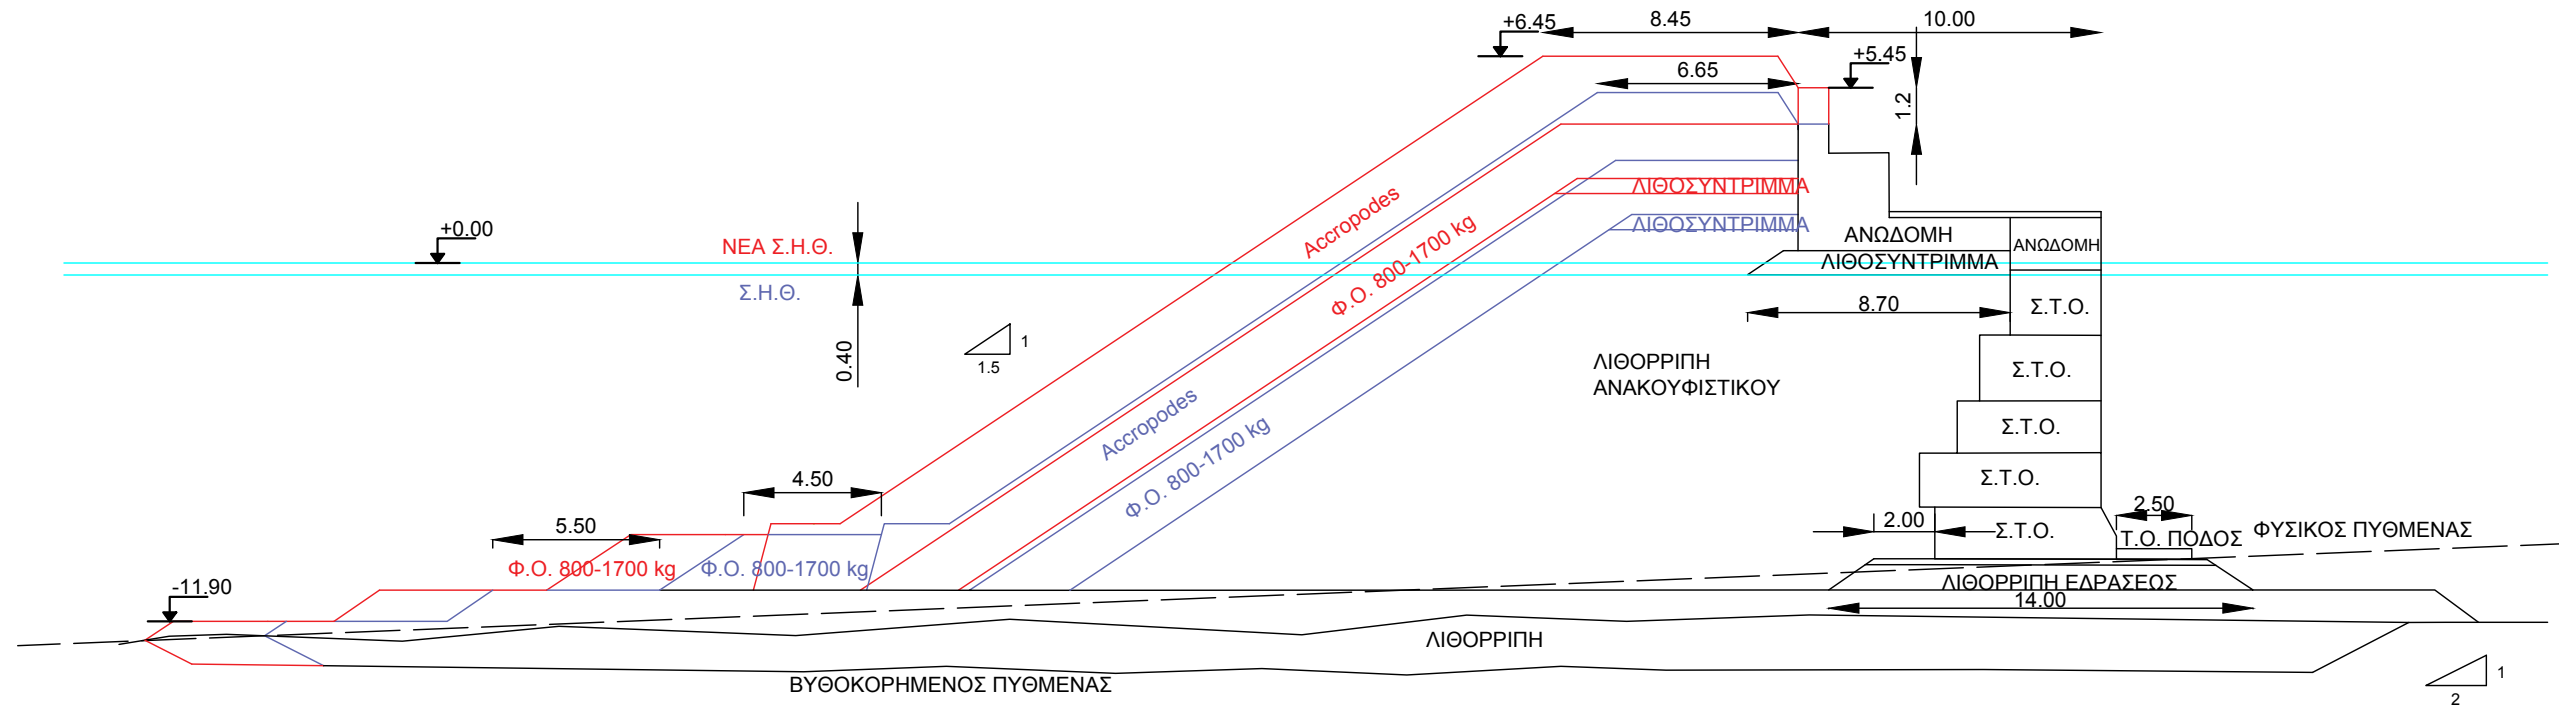 +6.45
8.45
10.00
+5.45
6.65
1.2
ΛΙΘΟΣΥΝΤΡΙΜΜΑ
Accropodes
ΛΙΘΟΣΥΝΤΡΙΜΜΑ
+0.00
ΝΕΑ Σ.Η.Θ.
Φ.Ο. 800-1700 kg
ΑΝΩΔΟΜΗ
ΑΝΩΔΟΜΗ
ΛΙΘΟΣΥΝΤΡΙΜΜΑ
Σ.Η.Θ.
8.70
Σ.Τ.Ο.
0.40
1
1.5
ΛΙΘΟΡΡΙΠΗ
ΑΝΑΚΟΥΦΙΣΤΙΚΟΥ
Σ.Τ.Ο.
Accropodes
Σ.Τ.Ο.
Φ.Ο. 800-1700 kg
4.50
Σ.Τ.Ο.
5.50
2.00
Σ.Τ.Ο.
2.50
Τ.Ο. ΠΟΔΟΣ
ΦΥΣΙΚΟΣ ΠΥΘΜΕΝΑΣ
Φ.Ο. 800-1700 kg
Φ.Ο. 800-1700 kg
-11.90
ΛΙΘΟΡΡΙΠΗ ΕΔΡΑΣΕΩΣ
14.00
ΛΙΘΟΡΡΙΠΗ
ΒΥΘΟΚΟΡΗΜΕΝΟΣ ΠΥΘΜΕΝΑΣ
1
2